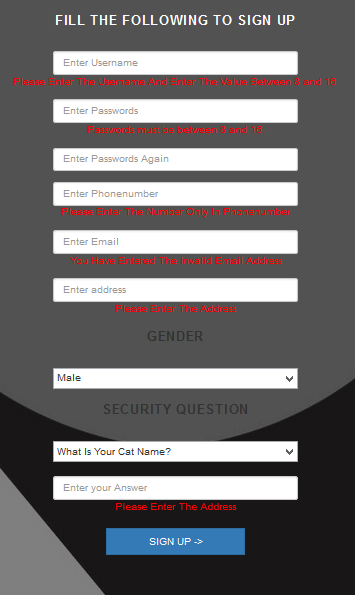 FILL THE FOLLOWING TO SIGN UP
Enter Username
Please Enter The Username And Enter The Value Between 3 and 16
Enter Passwords
Passwords must be between 3 and 16
Enter Passwords Again
Enter Phonenumber
Please Enter The Number Only In Phonenumber
Enter Email
You Have Entered The Invalid Email Address
Enter address
Please Enter The Address
GENDER
Male
SECURITY QUESTION
What Is Your Cat Name?
Enter your Answer
Please Enter The Address
SIGN UP ->